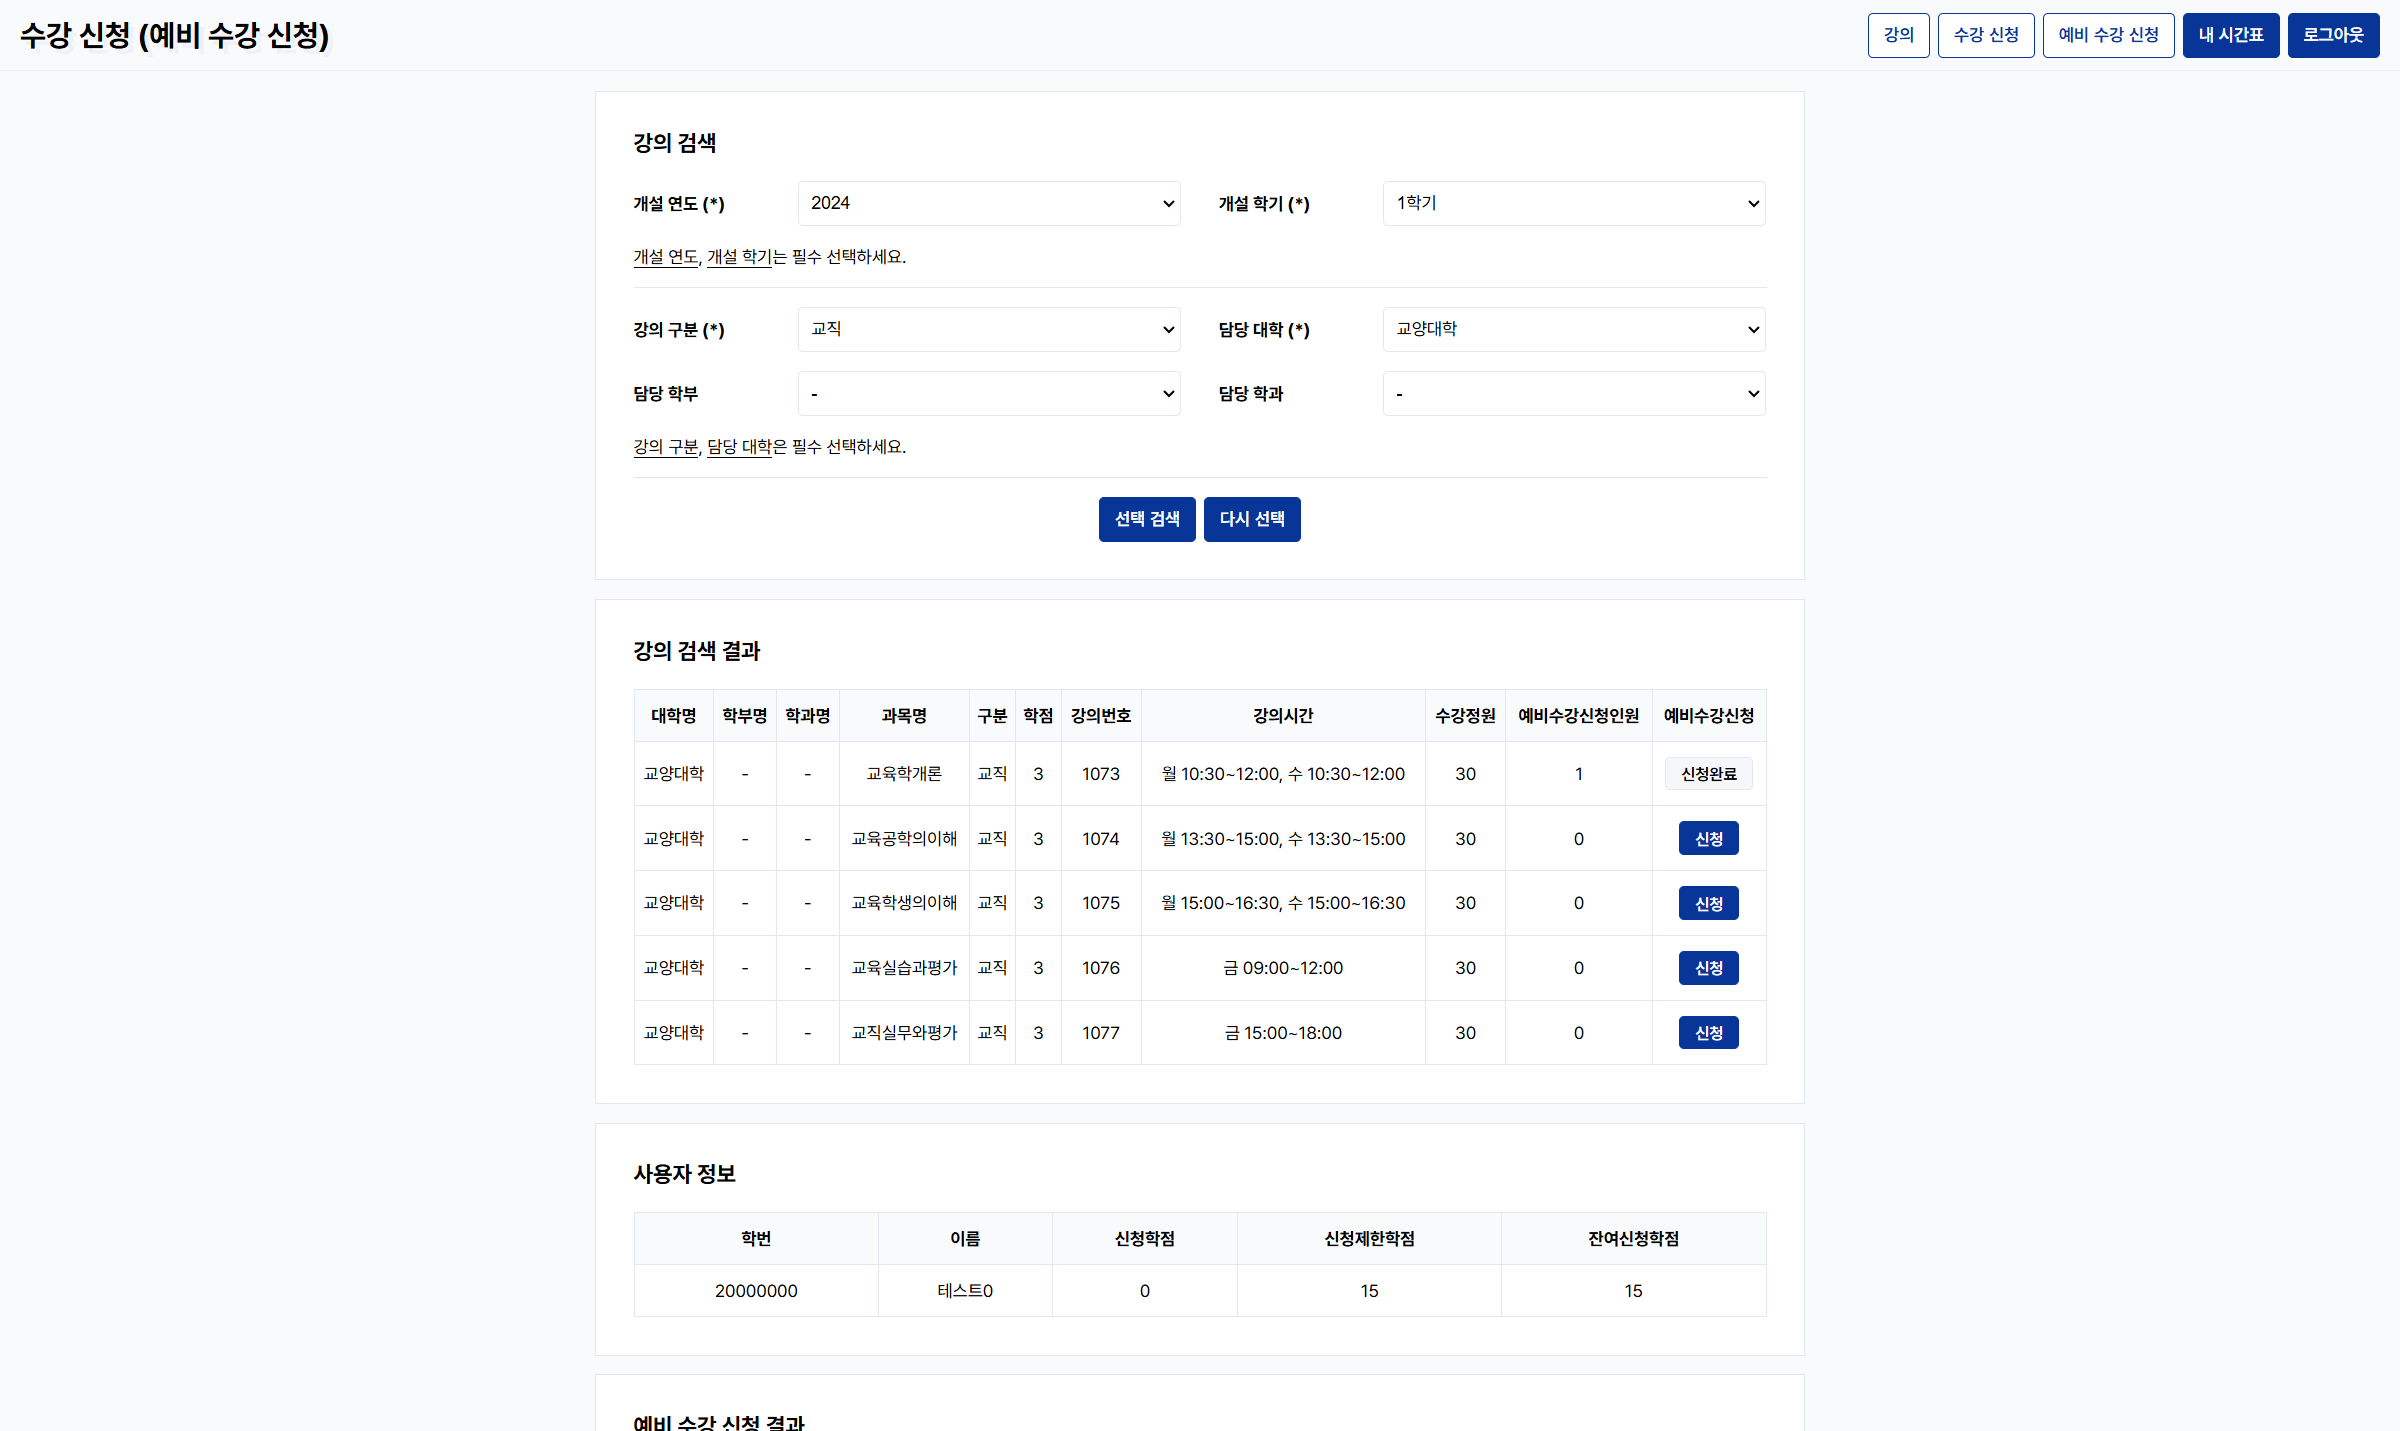 수강 신청 (예비 수강 신청)
강의 수강 신청 예비 수강 신청 내 시간표 로그아웃
강의 검색
개설 연도 (*) 2024 개설 학기 (*) 1학기
개설 연도, 개설 학기는 필수 선택하세요.
강의 구분 (*) 교직 담당 대학 (*) 교양대학
담당 학부 - 담당 학과 -
강의 구분, 담당 대학은 필수 선택하세요.
선택 검색 다시 선택
강의 검색 결과
대학명 학부명 학과명 과목명 구분 학점 강의번호 강의시간 수강정원 예비수강신청인원 예비수강신청
교양대학 - - 교육학개론 교직 3 1073 월 10:30~12:00, 수 10:30~12:00 30 1 신청완료
교양대학 - - 교육공학의이해 교직 3 1074 월 13:30~15:00, 수 13:30~15:00 30 0 신청
교양대학 - - 교육학생의이해 교직 3 1075 월 15:00~16:30, 수 15:00~16:30 30 0 신청
교양대학 - - 교육실습과평가 교직 3 1076 금 09:00~12:00 30 0 신청
교양대학 - - 교직실무와평가 교직 3 1077 금 15:00~18:00 30 0 신청
사용자 정보
학번 이름 신청학점 신청제한학점 잔여신청학점
20000000 테스트0 0 15 15
예비 수강 신청 결과